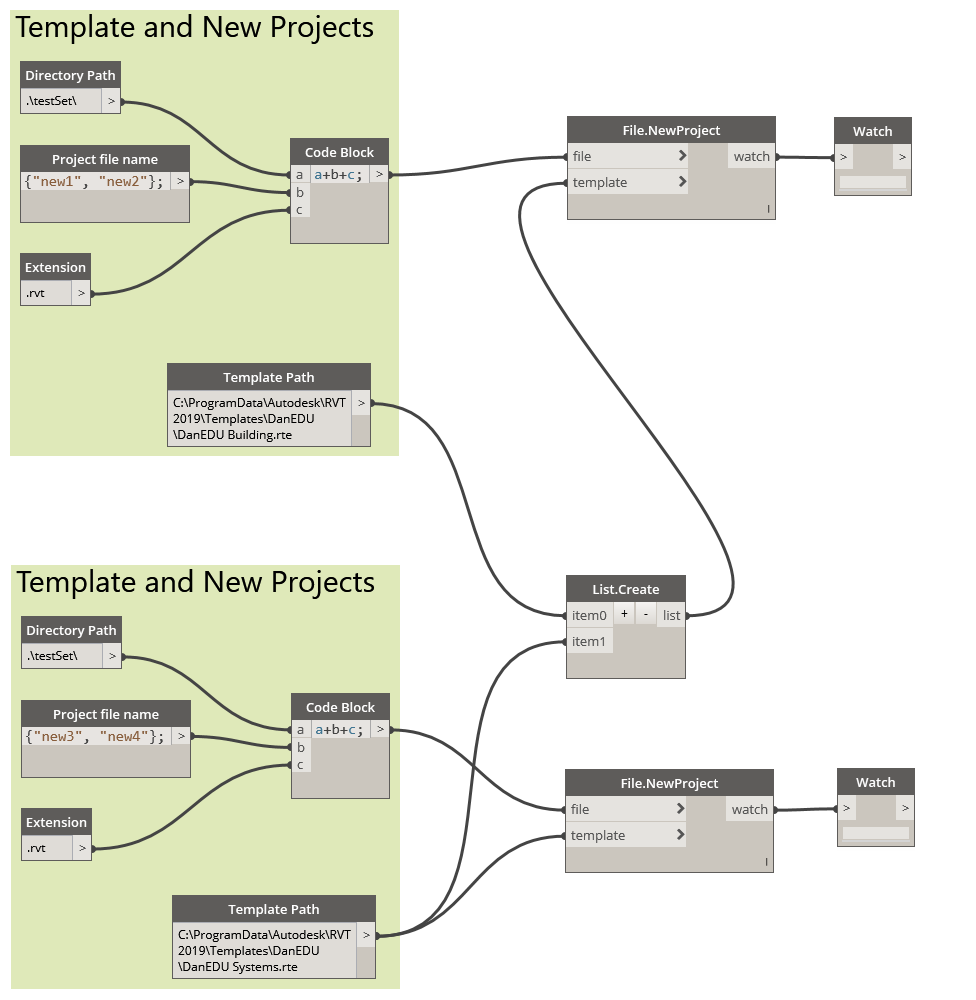 Template and New Projects
Directory Path
.\testSet\ >
Project file name
{"new1", "new2"}; >
Extension
.rvt >
Code Block
a a+b+c; >
b
c
Template Path
C:\ProgramData\Autodesk\RVT >
2019\Templates\DanEDU
\DanEDU Building.rte
File.NewProject
file > watch
template >
l
Watch
> >
List.Create
item0 + - list
item1
Template and New Projects
Directory Path
.\testSet\ >
Project file name
{"new3", "new4"}; >
Extension
.rvt >
Code Block
a a+b+c; >
b
c
Template Path
C:\ProgramData\Autodesk\RVT >
2019\Templates\DanEDU
\DanEDU Systems.rte
File.NewProject
file > watch
template >
l
Watch
> >